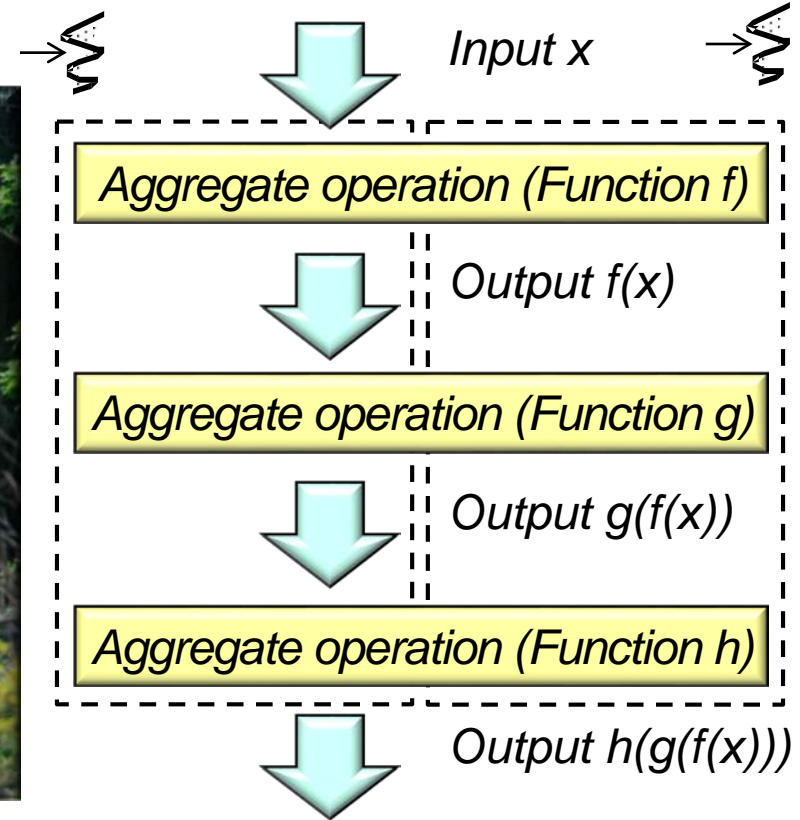 Input x
Aggregate operation (Function f)
Output f(x)
Aggregate operation (Function g)
Output g(f(x))
Aggregate operation (Function h)
Output h(g(f(x)))